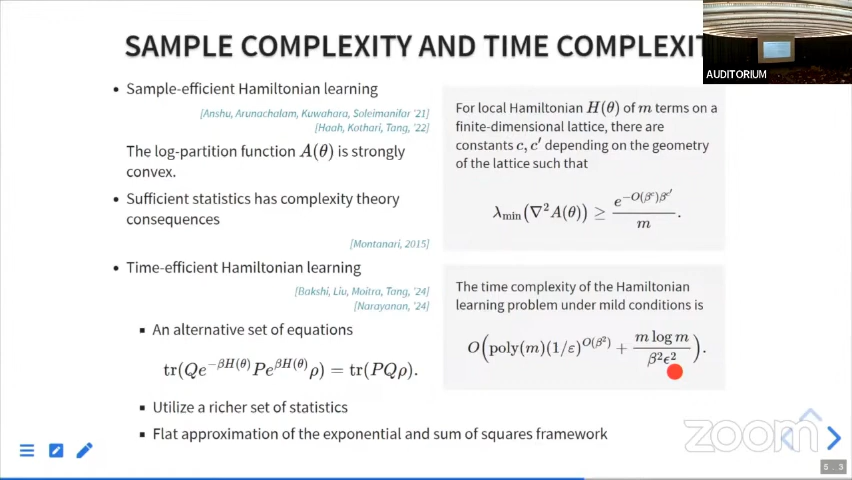 SAMPLE COMPLEXITY AND TIME COMPLEXIT
AUDITORIUM
• Sample-efficient Hamiltonian learning
[Anshu, Arunachalam, Kuwahara, Soleimanifar '21]
[Haah, Kothari, Tang, '22]
The log-partition function A(θ) is strongly
convex.
• Sufficient statistics has complexity theory
consequences
[Montanari, 2015]
• Time-efficient Hamiltonian learning
[Bakshi, Liu, Moitra, Tang, '24]
[Narayanan, '24]
▪ An alternative set of equations
tr(Qe^{−βH(θ)}Pe^{βH(θ)}ρ) = tr(PQρ).
▪ Utilize a richer set of statistics
▪ Flat approximation of the exponential and sum of squares framework
For local Hamiltonian H(θ) of m terms on a
finite-dimensional lattice, there are
constants c, c′ depending on the geometry
of the lattice such that
λ_min(∇²A(θ)) ≥ e^{−O(β^c)}β^{c′} / m.
The time complexity of the Hamiltonian
learning problem under mild conditions is
O(poly(m)(1/ε)^{O(β²)} + m log m / β²ϵ²).
zoom
5.3